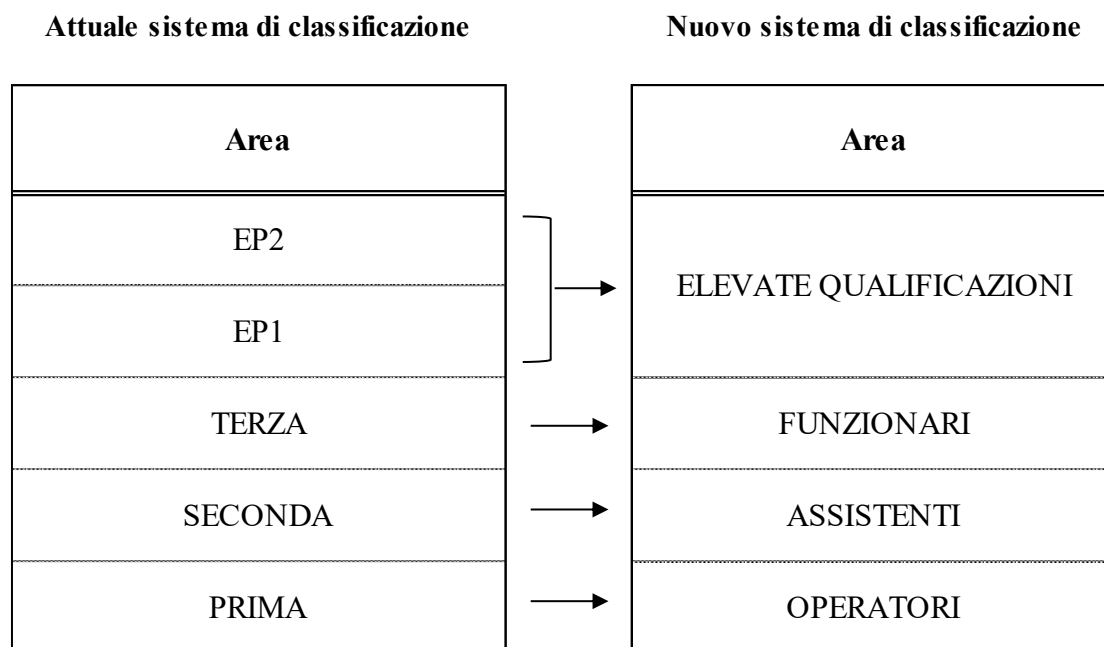 Attuale sistema di classificazione
Nuovo sistema di classificazione
Area
Area
EP2
EP1
ELEVATE QUALIFICAZIONI
TERZA
FUNZIONARI
SECONDA
ASSISTENTI
PRIMA
OPERATORI